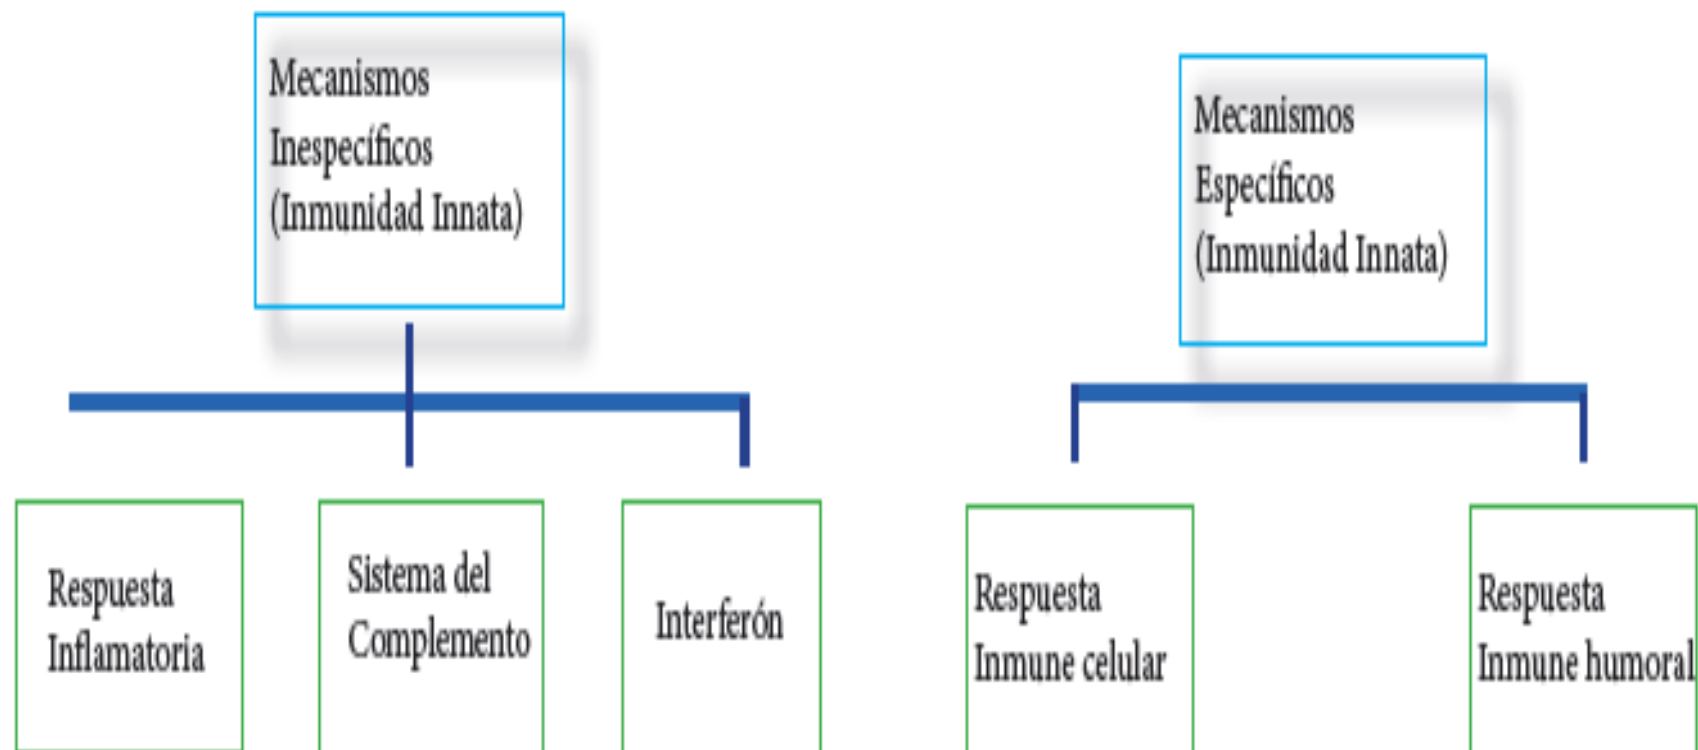 Mecanismos
Inespecíficos
(Inmunidad Innata)
Mecanismos
Específicos
(Inmunidad Innata)
Respuesta
Inflamatoria
Sistema del
Complemento
Interferón
Respuesta
Inmune celular
Respuesta
Inmune humoral